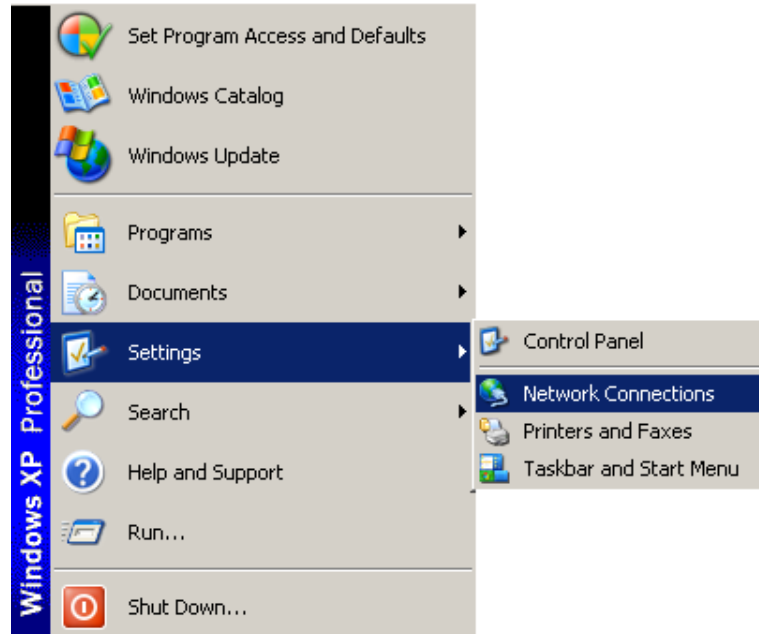 Set Program Access and Defaults
Windows Catalog
Windows Update
Programs
Documents
Settings
Search
Help and Support
Run...
Shut Down...
Control Panel
Network Connections
Printers and Faxes
Taskbar and Start Menu
Windows XP Professional